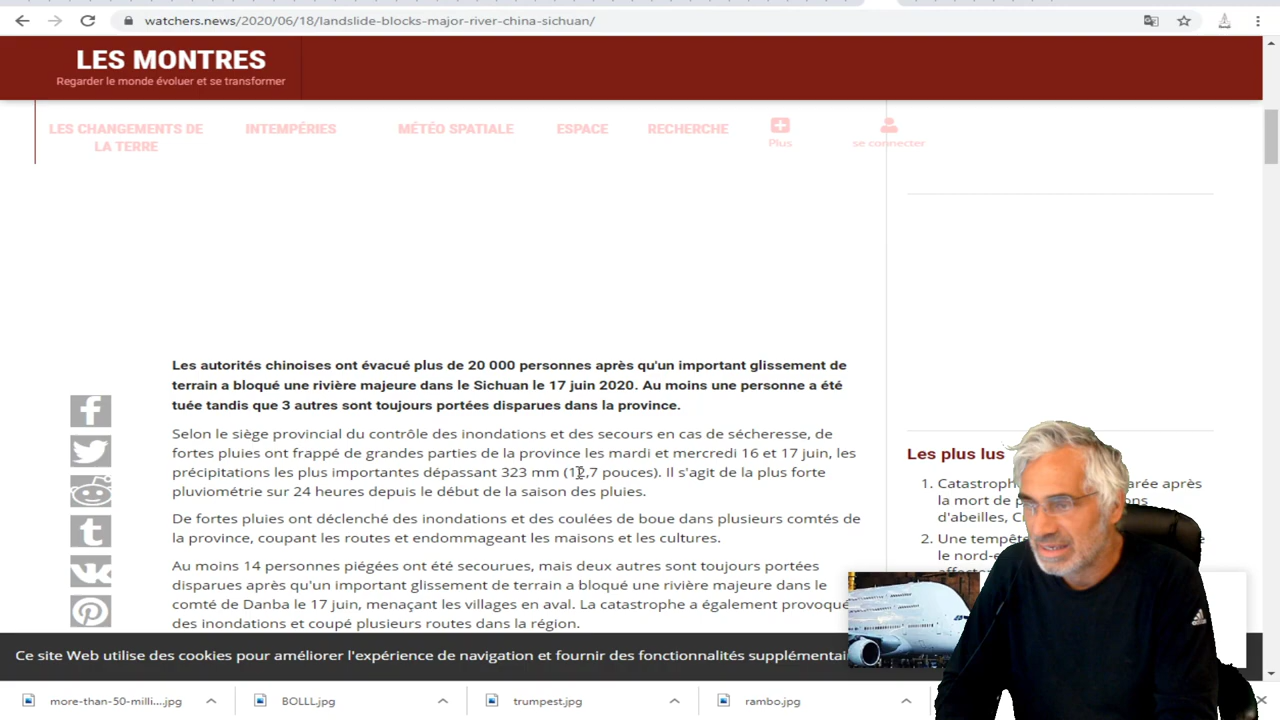 watchers.news/2020/06/18/landslide-blocks-major-river-china-sichuan/
LES MONTRES
Regarder le monde évoluer et se transformer
LES CHANGEMENTS DE
LA TERRE
INTEMPÉRIES
MÉTÉO SPATIALE
ESPACE
RECHERCHE
Plus
se connecter
Les autorités chinoises ont évacué plus de 20 000 personnes après qu'un important glissement de
terrain a bloqué une rivière majeure dans le Sichuan le 17 juin 2020. Au moins une personne a été
tuée tandis que 3 autres sont toujours portées disparues dans la province.
Selon le siège provincial du contrôle des inondations et des secours en cas de sécheresse, de
fortes pluies ont frappé de grandes parties de la province les mardi et mercredi 16 et 17 juin, les
précipitations les plus importantes dépassant 323 mm (12,7 pouces). Il s'agit de la plus forte
pluviométrie sur 24 heures depuis le début de la saison des pluies.
De fortes pluies ont déclenché des inondations et des coulées de boue dans plusieurs comtés de
la province, coupant les routes et endommageant les maisons et les cultures.
Au moins 14 personnes piégées ont été secourues, mais deux autres sont toujours portées
disparues après qu'un important glissement de terrain a bloqué une rivière majeure dans le
comté de Danba le 17 juin, menaçant les villages en aval. La catastrophe a également provoqué
des inondations et coupé plusieurs routes dans la région.
Les plus lus
1. Catastrophe arée après
la mort de p ions
d'abeilles, C
2. Une tempête re
le nord-e
Ce site Web utilise des cookies pour améliorer l'expérience de navigation et fournir des fonctionnalités supplémentai
more-than-50-milli....jpg
BOLLL.jpg
trumpest.jpg
rambo.jpg